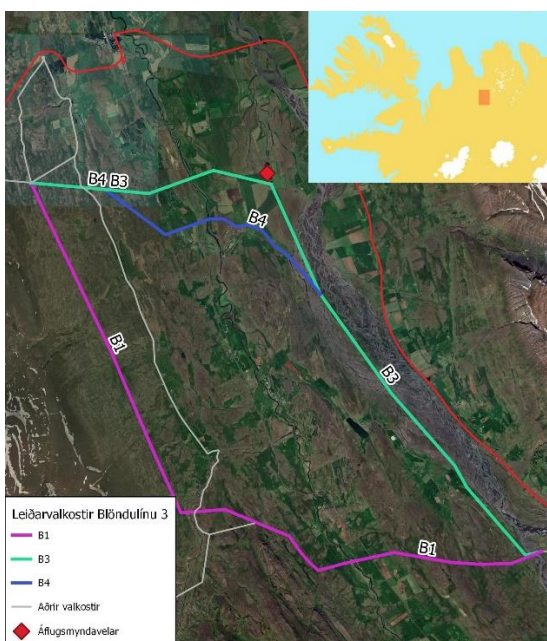 B4 B3
B4
B1
B3
B1
Leiðarvalkostir Blöndulínu 3
B1
B3
B4
Aðrir valkostir
Áflugsmyndavelar